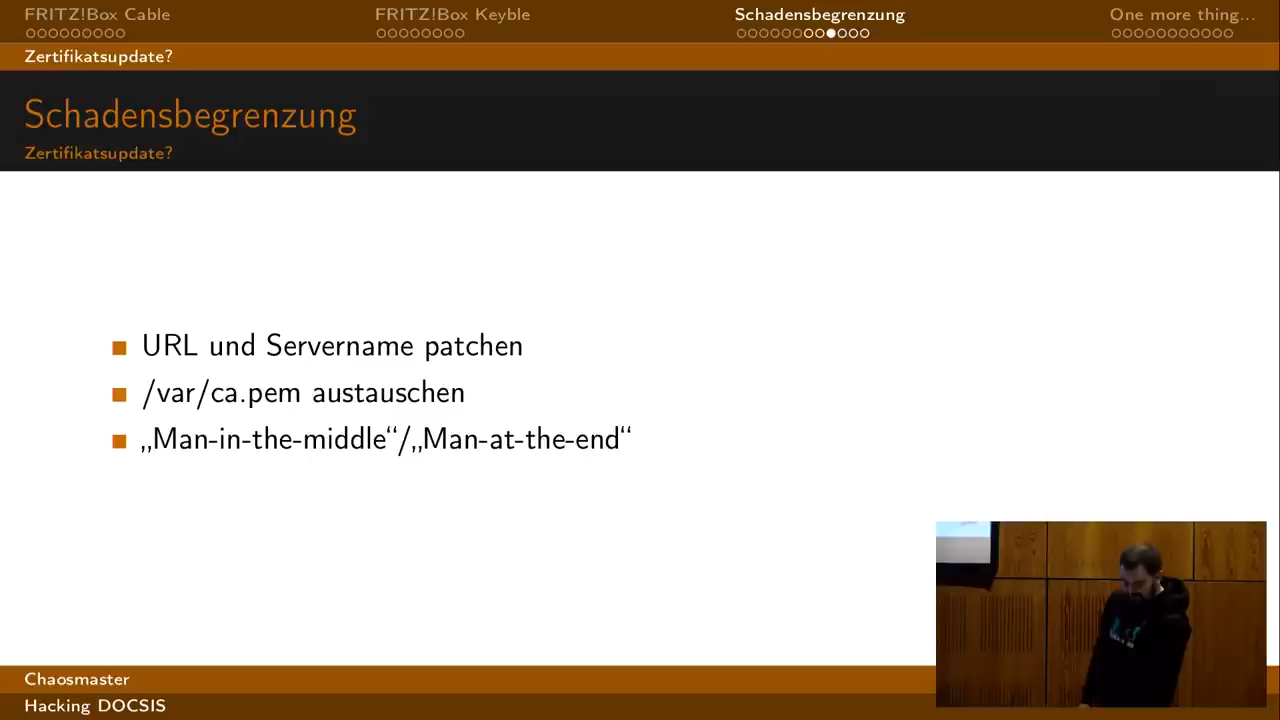 FRITZ!Box Cable
FRITZ!Box Keyble
Schadensbegrenzung
One more thing...
Zertifikatsupdate?
Schadensbegrenzung
Zertifikatsupdate?
URL und Servername patchen
/var/ca.pem austauschen
„Man-in-the-middle“/„Man-at-the-end“
Chaosmaster
Hacking DOCSIS